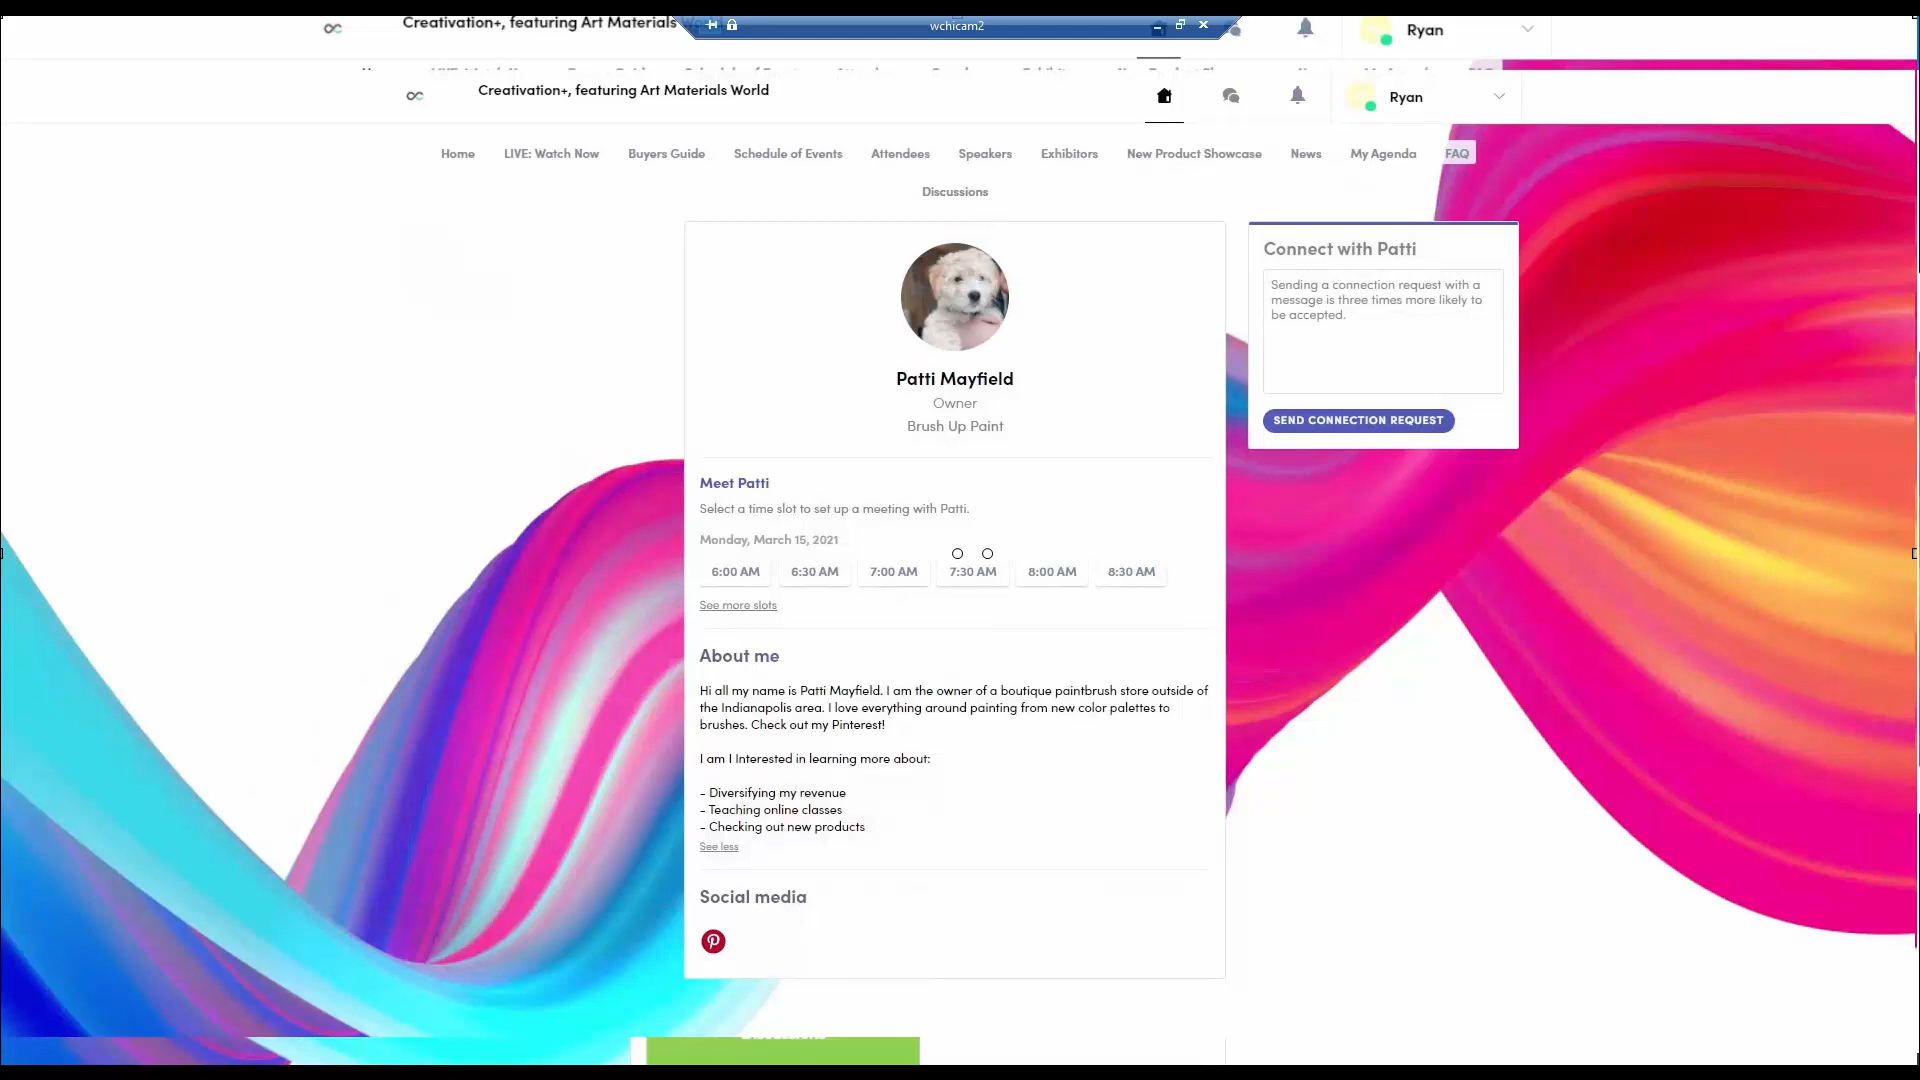 Creativation+, featuring Art Materials
wchicam2
Ryan
Creativation+, featuring Art Materials World
Ryan
Home LIVE: Watch Now Buyers Guide Schedule of Events Attendees Speakers Exhibitors New Product Showcase News My Agenda FAQ
Discussions
Patti Mayfield
Owner
Brush Up Paint
Meet Patti
Select a time slot to set up a meeting with Patti.
Monday, March 15, 2021
6:00 AM 6:30 AM 7:00 AM 7:30 AM 8:00 AM 8:30 AM
See more slots
About me
Hi all my name is Patti Mayfield. I am the owner of a boutique paintbrush store outside of
the Indianapolis area. I love everything around painting from new color palettes to
brushes. Check out my Pinterest!
I am I Interested in learning more about:
- Diversifying my revenue
- Teaching online classes
- Checking out new products
See less
Social media
Connect with Patti
Sending a connection request with a
message is three times more likely to
be accepted.
SEND CONNECTION REQUEST